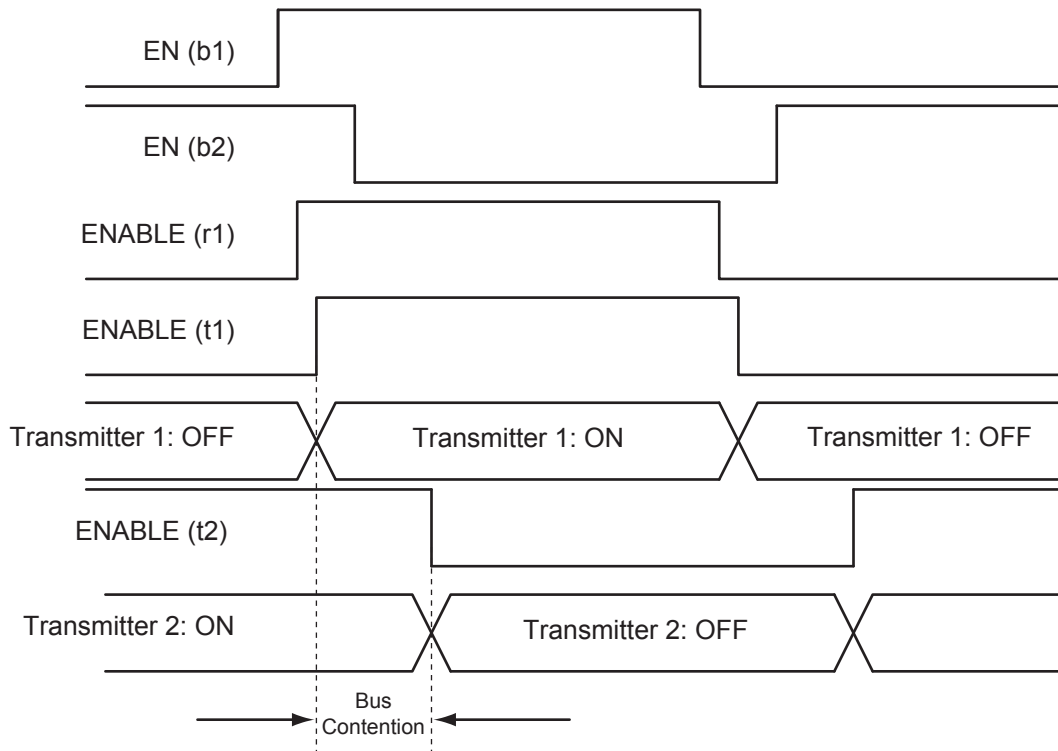 EN (b1)
EN (b2)
ENABLE (r1)
ENABLE (t1)
Transmitter 1: OFF
Transmitter 1: ON
Transmitter 1: OFF
ENABLE (t2)
Transmitter 2: ON
Transmitter 2: OFF
Bus
Contention